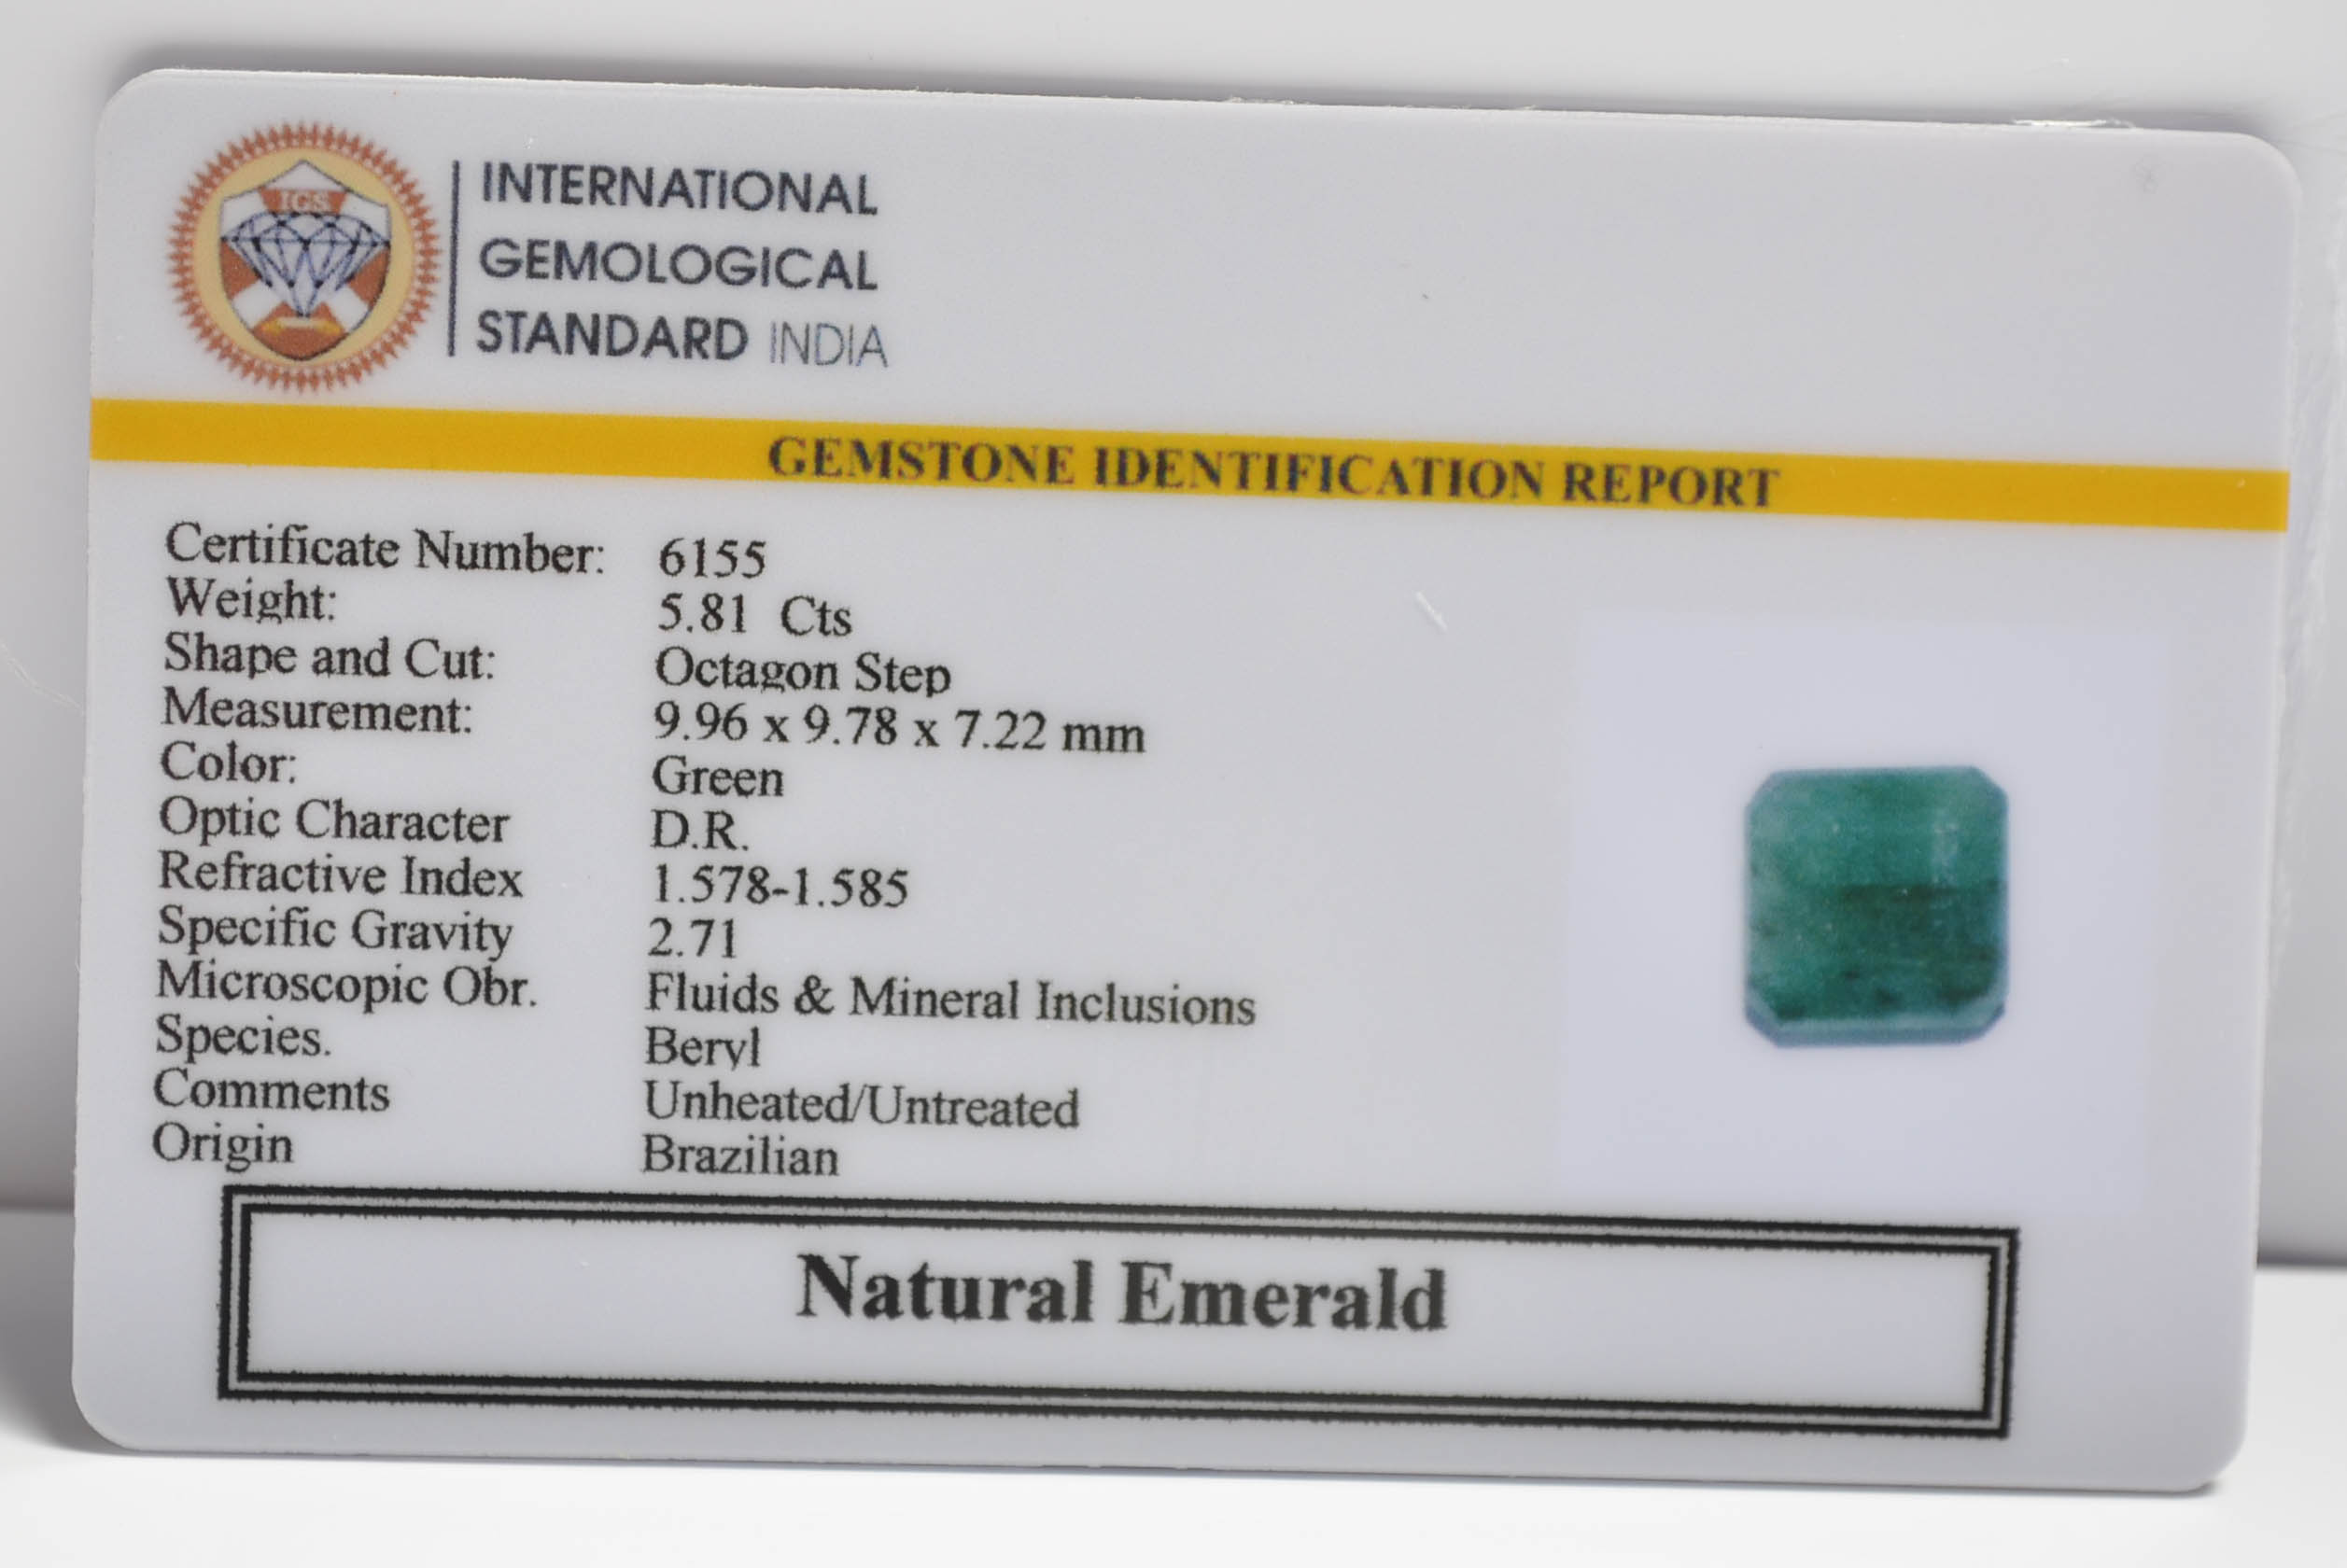 IGS
INTERNATIONAL
GEMOLOGICAL
STANDARD INDIA
GEMSTONE IDENTIFICATION REPORT
Certificate Number: 6155
Weight: 5.81 Cts
Shape and Cut: Octagon Step
Measurement: 9.96 x 9.78 x 7.22 mm
Color: Green
Optic Character D.R.
Refractive Index 1.578-1.585
Specific Gravity 2.71
Microscopic Obr. Fluids & Mineral Inclusions
Species. Beryl
Comments Unheated/Untreated
Origin Brazilian
Natural Emerald